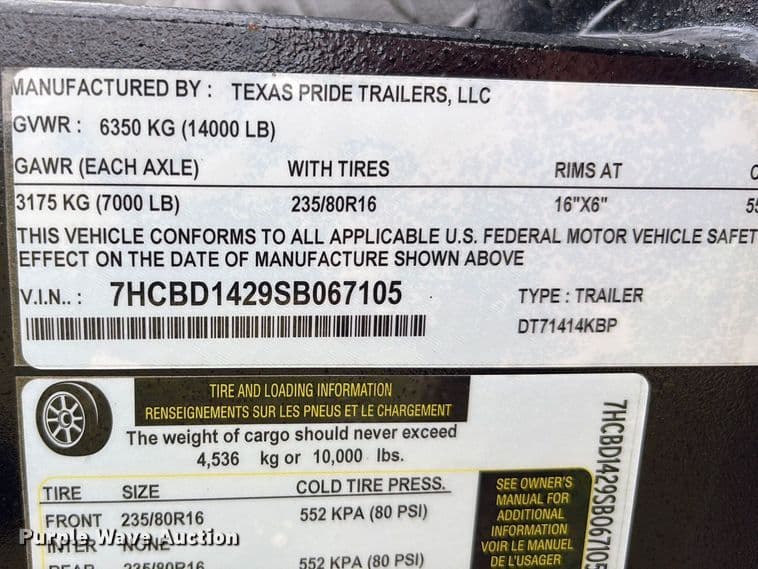 MANUFACTURED BY : TEXAS PRIDE TRAILERS, LLC
GVWR : 6350 KG (14000 LB)
GAWR (EACH AXLE) WITH TIRES RIMS AT
3175 KG (7000 LB) 235/80R16 16"X6"
THIS VEHICLE CONFORMS TO ALL APPLICABLE U.S. FEDERAL MOTOR VEHICLE SAFET
EFFECT ON THE DATE OF MANUFACTURE SHOWN ABOVE
V.I.N.. : 7HCBD1429SB067105 TYPE : TRAILER
DT71414KBP
TIRE AND LOADING INFORMATION
RENSEIGNEMENTS SUR LES PNEUS ET LE CHARGEMENT
The weight of cargo should never exceed
4,536 kg or 10,000 lbs.
TIRE SIZE COLD TIRE PRESS.
FRONT 235/80R16 552 KPA (80 PSI)
INTER NONE
REAR 235/80R16 552 KPA (80 PSI)
SEE OWNER'S
MANUAL FOR
ADDITIONAL
INFORMATION
VOIR LE MANUEL
DE L'USAGER
7HCBD1429SB067105
Purple Wave Auction